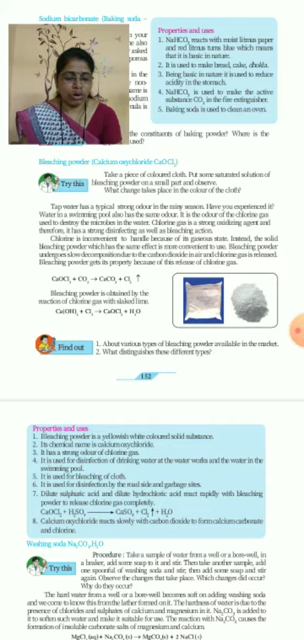 Sodium bicarbonate (Baking soda -
Properties and uses
1. NaHCO₃ reacts with moist litmus paper
and red litmus turns blue which means
that it is basic in nature.
2. It is used to make bread, cake, dhokla.
3. Being basic in nature it is used to reduce
acidity in the stomach.
4. NaHCO₃ is used to make the active
substance CO₂ in the fire extinguisher.
5. Baking soda is used to clean an oven.
n your
e also
asked
porous
in the
non-
ame is
odium
mula is
the constituents of baking powder? Where is the
used?
Bleaching powder (Calcium oxychloride CaOCl₂)
Try this
Take a piece of coloured cloth. Put some saturated solution of
bleaching powder on a small part and observe.
What change takes place in the colour of the cloth?
Tap water has a typical strong odour in the rainy season. Have you experienced it?
Water in a swimming pool also has the same odour. It is the odour of the chlorine gas
used to destroy the microbes in the water. Chlorine gas is a strong oxidizing agent and
therefore, it has a strong disinfecting as well as bleaching action.
Chlorine is inconvenient to handle because of its gaseous state. Instead, the solid
bleaching powder which has the same effect is more convenient to use. Bleaching powder
undergoes slow decomposition due to the carbon dioxide in air and chlorine gas is released.
Bleaching powder gets its property because of this release of chlorine gas.
CaOCl₂ + CO₂ → CaCO₃ + Cl₂ ↑
Bleaching powder is obtained by the
reaction of chlorine gas with slaked lime.
Ca(OH)₂ + Cl₂ → CaOCl₂ + H₂O
Find out
1. About various types of bleaching powder available in the market.
2. What distinguishes these different types?
152
Properties and uses
1. Bleaching powder is a yellowish white coloured solid substance.
2. Its chemical name is calcium oxychloride.
3. It has a strong odour of chlorine gas.
4. It is used for disinfection of drinking water at the water works and the water in the
swimming pool.
5. It is used for bleaching of cloth.
6. It is used for disinfection by the road side and garbage sites.
7. Dilute sulphuric acid and dilute hydrochloric acid react rapidly with bleaching
powder to release chlorine gas completely.
CaOCl₂ + H₂SO₄ ⟶ CaSO₄ + Cl₂ ↑ + H₂O
8. Calcium oxychloride reacts slowly with carbon dioxide to form calcium carbonate
and chlorine.
Washing soda Na₂CO₃.10H₂O
Try this
Procedure : Take a sample of water from a well or a bore-well, in
a beaker, add some soap to it and stir. Then take another sample, add
one spoonful of washing soda and stir; then add some soap and stir
again. Observe the changes that take place. Which changes did occur?
Why do they occur?
The hard water from a well or a bore-well becomes soft on adding washing soda
and we come to know this from the lather formed on it. The hardness of water is due to the
presence of chlorides and sulphates of calcium and magnesium in it. Na₂CO₃ is added to
it to soften such water and make it suitable for use. The reaction with Na₂CO₃ causes the
formation of insoluble carbonate salts of magnesium and calcium.
MgCl₂(aq) + Na₂CO₃(s) → MgCO₃(s) + 2 NaCl(s)